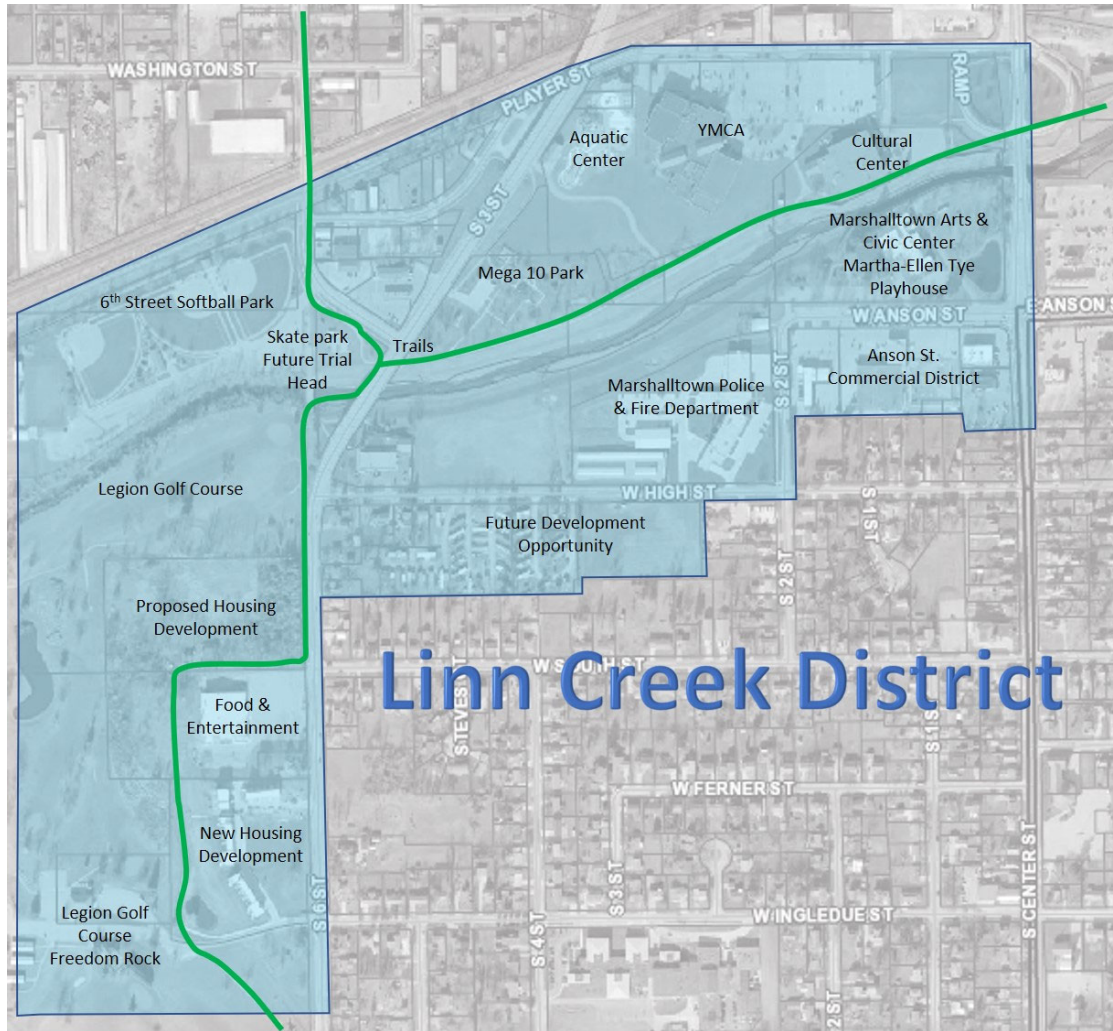 WASHINGTON ST
PLAYER ST
RAMP
Aquatic
Center
YMCA
Cultural
Center
S 3 ST
Marshalltown Arts &
Civic Center
Martha-Ellen Tye
Playhouse
Mega 10 Park
6th Street Softball Park
W ANSON ST
E ANSON S
Skate park
Future Trial
Head
Trails
Anson St.
Commercial District
Marshalltown Police
& Fire Department
S 2 ST
Legion Golf Course
W HIGH ST
S 1 ST
Future Development
Opportunity
S 2 ST
Proposed Housing
Development
W SOUTH ST
Linn Creek District
S TEVES ST
S 1 S
Food &
Entertainment
W FERNER ST
New Housing
Development
S 6 ST
S 3 ST
S CENTER ST
W INGLEDUE ST
S 4 ST
Legion Golf
Course
Freedom Rock
2 ST